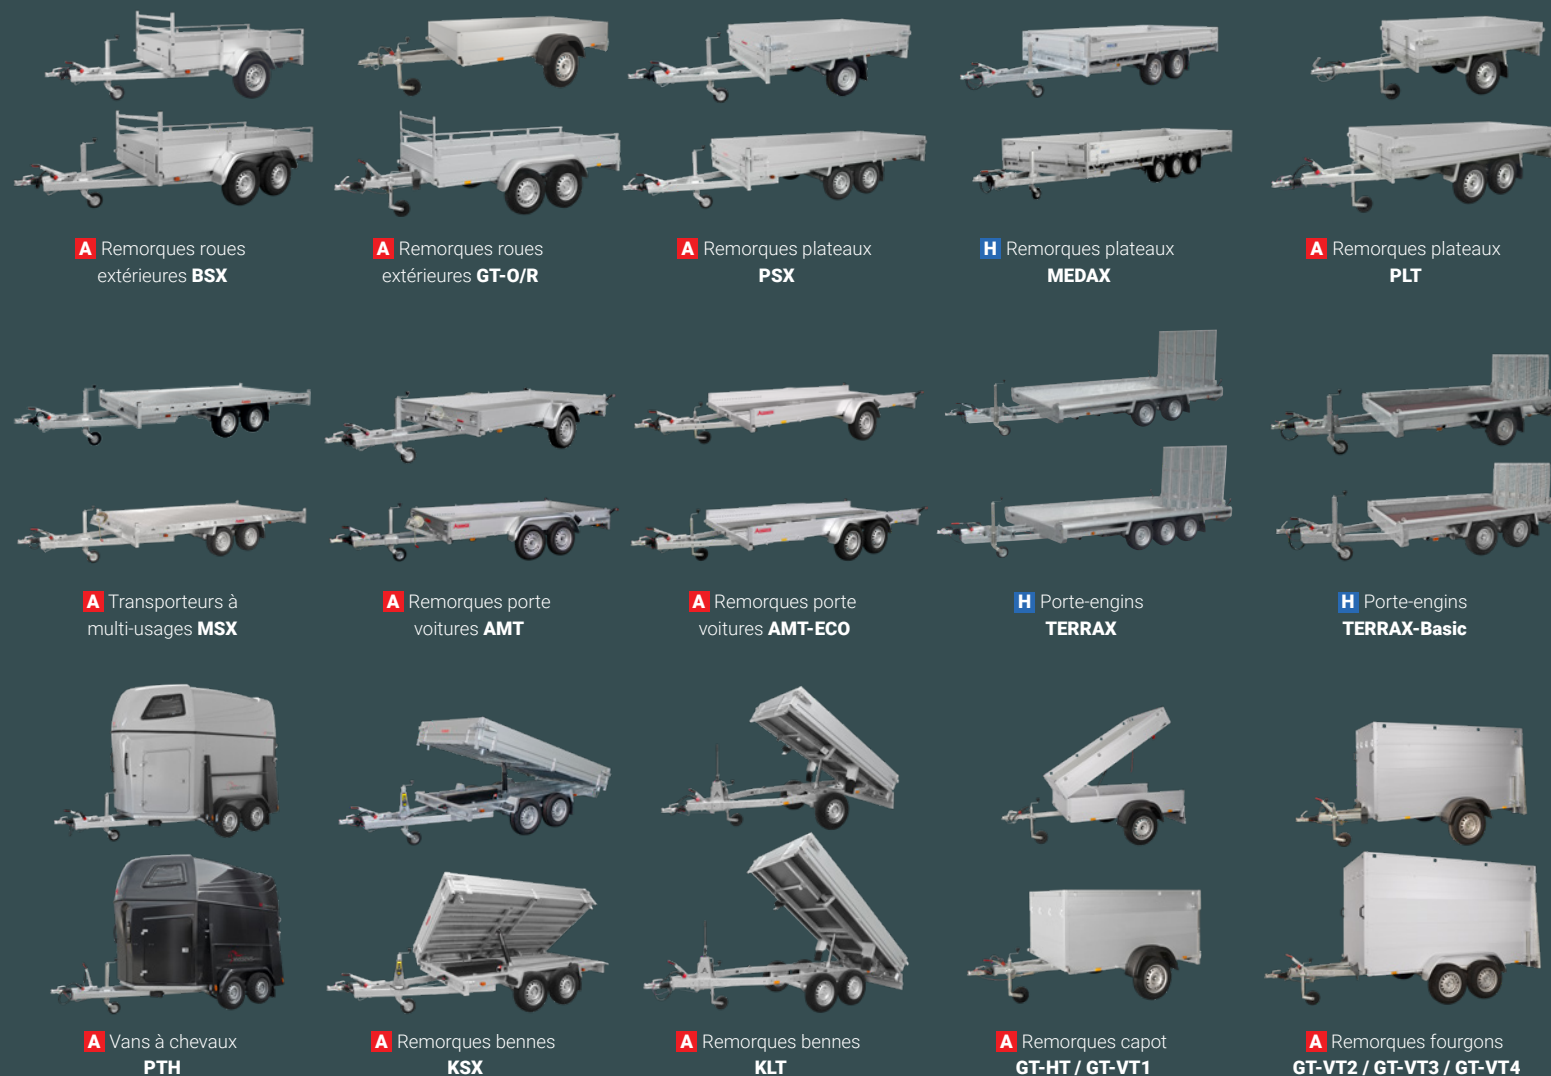 A Remorques roues
extérieures BSX
A Remorques roues
extérieures GT-O/R
A Remorques plateaux
PSX
H Remorques plateaux
MEDAX
A Remorques plateaux
PLT
A Transporteurs à
multi-usages MSX
A Remorques porte
voitures AMT
A Remorques porte
voitures AMT-ECO
H Porte-engins
TERRAX
H Porte-engins
TERRAX-Basic
A Vans à chevaux
PTH
A Remorques bennes
KSX
A Remorques bennes
KLT
A Remorques capot
GT-HT / GT-VT1
A Remorques fourgons
GT-VT2 / GT-VT3 / GT-VT4